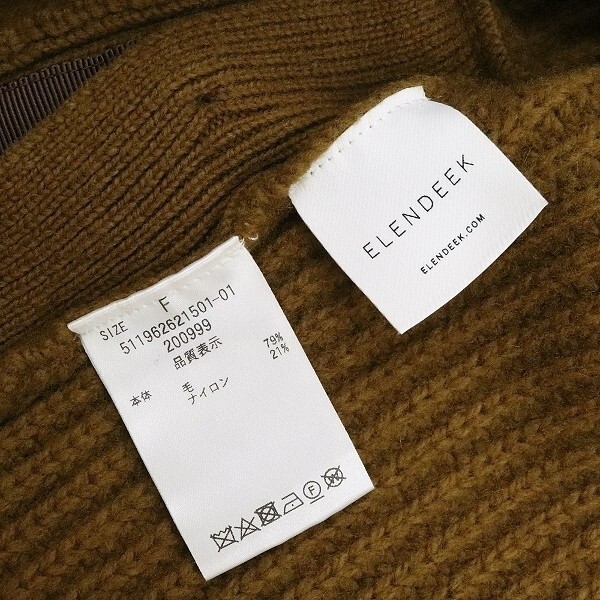 ELENDEEK
ELENDEEK.COM
SIZE F
511962621501-01
200999
品質表示
本体 毛 79%
ナイロン 21%
F